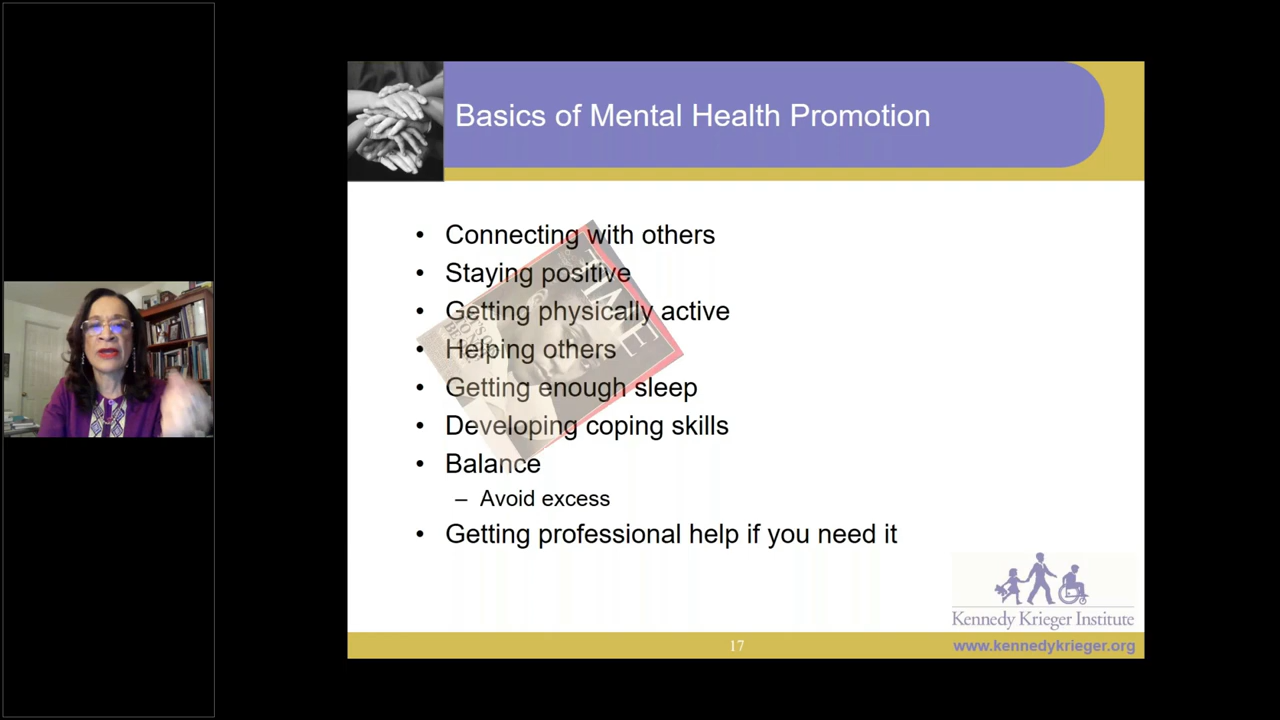 Basics of Mental Health Promotion
• Connecting with others
• Staying positive
• Getting physically active
• Helping others
• Getting enough sleep
• Developing coping skills
• Balance
– Avoid excess
• Getting professional help if you need it
TIME
Kennedy Krieger Institute
17
www.kennedykrieger.org